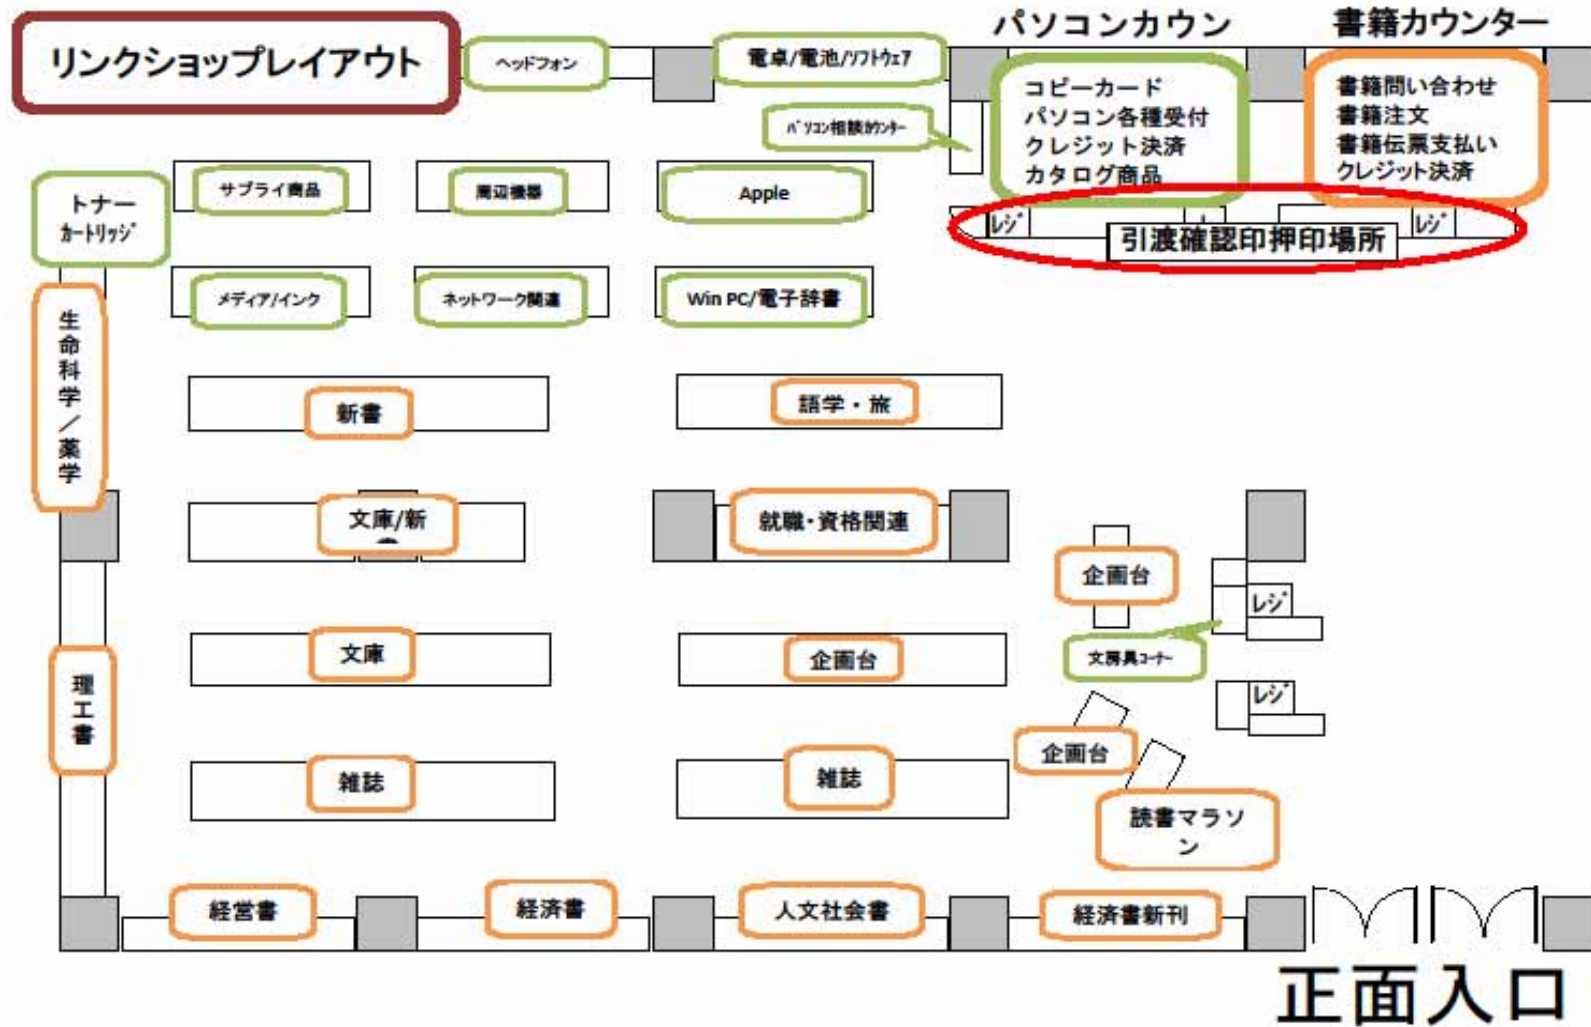 リンクショップレイアウト
ヘッドフォン
電卓/電池/ソフトウェア
パソコンカウン
書籍カウンター
コピーカード
パソコン各種受付
クレジット決済
カタログ商品
書籍問い合わせ
書籍注文
書籍伝票支払い
クレジット決済
パソコン相談カウンター
トナー
カートリッジ
サプライ商品
周辺機器
Apple
レジ
レジ
引渡確認印押印場所
メディア/インク
ネットワーク関連
Win PC/電子辞書
生命科学/薬学
新書
語学・旅
文庫/新
就職・資格関連
企画台
レジ
文房具コーナー
理工書
文庫
企画台
レジ
企画台
雑誌
雑誌
読書マラソ
ン
経営書
経済書
人文社会書
経済書新刊
正面入口